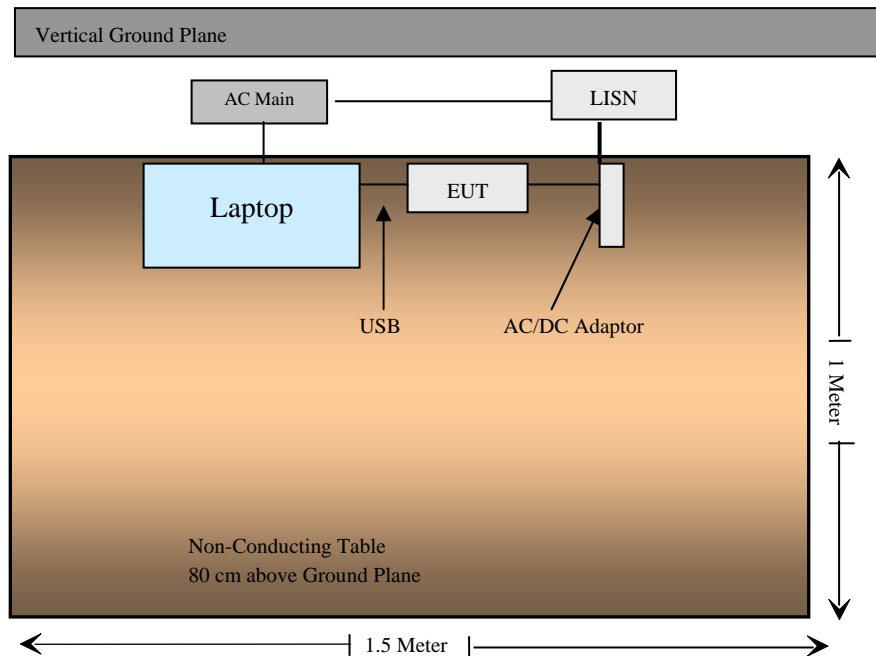 Vertical Ground Plane
AC Main
LISN
Laptop
EUT
USB
AC/DC Adaptor
1 Meter
Non-Conducting Table
80 cm above Ground Plane
1.5 Meter